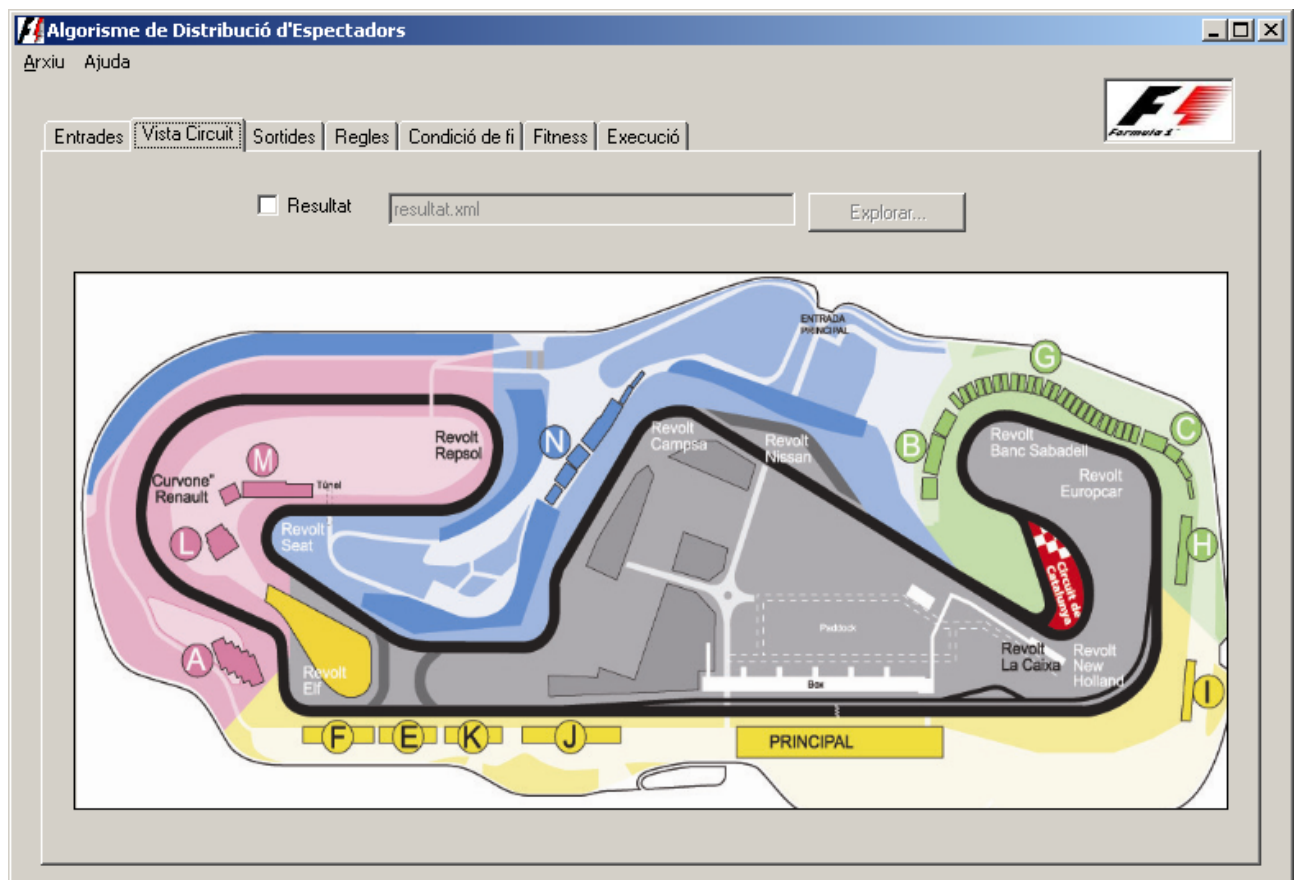 Algorisme de Distribució d'Espectadors
Arxiu Ajuda
Formula 1
Entrades Vista Circuit Sortides Regles Condició de fi Fitness Execució
Resultat resultat.xml Explorar...
ENTRADA
PRINCIPAL
G
C
B
H
N
M
L
A
Revolt
Repsol
Curvone"
Renault
Túnel
Revolt
Seat
Revolt
Campsa
Revolt
Nissan
Revolt
Banc Sabadell
Revolt
Europcar
Circuit de
Catalunya
Paddock
Box
Revolt
La Caixa
Revolt
New
Holland
Revolt
Elf
I
F E K J
PRINCIPAL